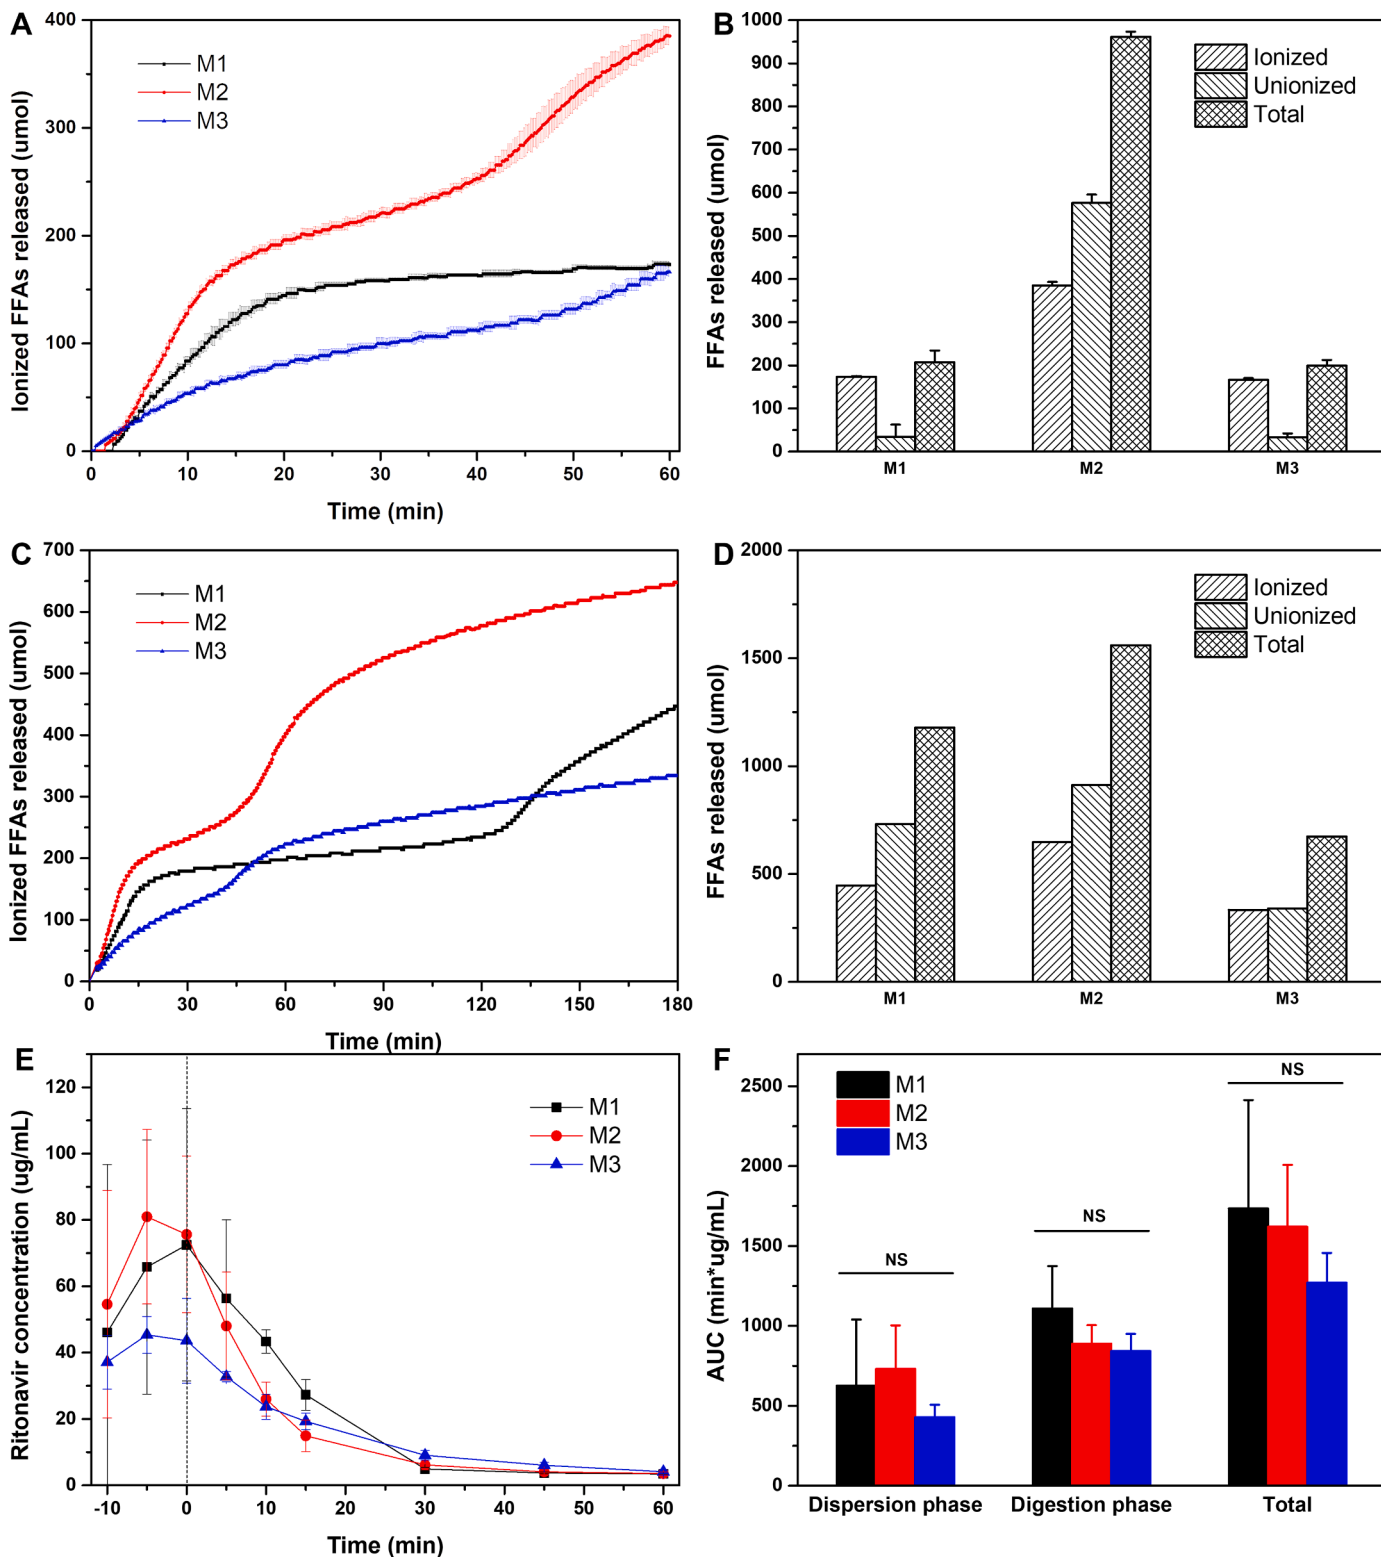 A
400
300
200
100
0
Ionized FFAs released (umol)
M1
M2
M3
0 10 20 30 40 50 60
Time (min)
B
1000
900
800
700
600
500
400
300
200
100
0
FFAs released (umol)
Ionized
Unionized
Total
M1 M2 M3
C
700
600
500
400
300
200
100
0
Ionized FFAs released (umol)
M1
M2
M3
0 30 60 90 120 150 180
Time (min)
D
2000
1500
1000
500
0
FFAs released (umol)
Ionized
Unionized
Total
M1 M2 M3
E
120
100
80
60
40
20
0
Ritonavir concentration (ug/mL)
M1
M2
M3
-10 0 10 20 30 40 50 60
Time (min)
F
2500
2000
1500
1000
500
0
AUC (min*ug/mL)
M1
M2
M3
NS
NS
NS
Dispersion phase Digestion phase Total